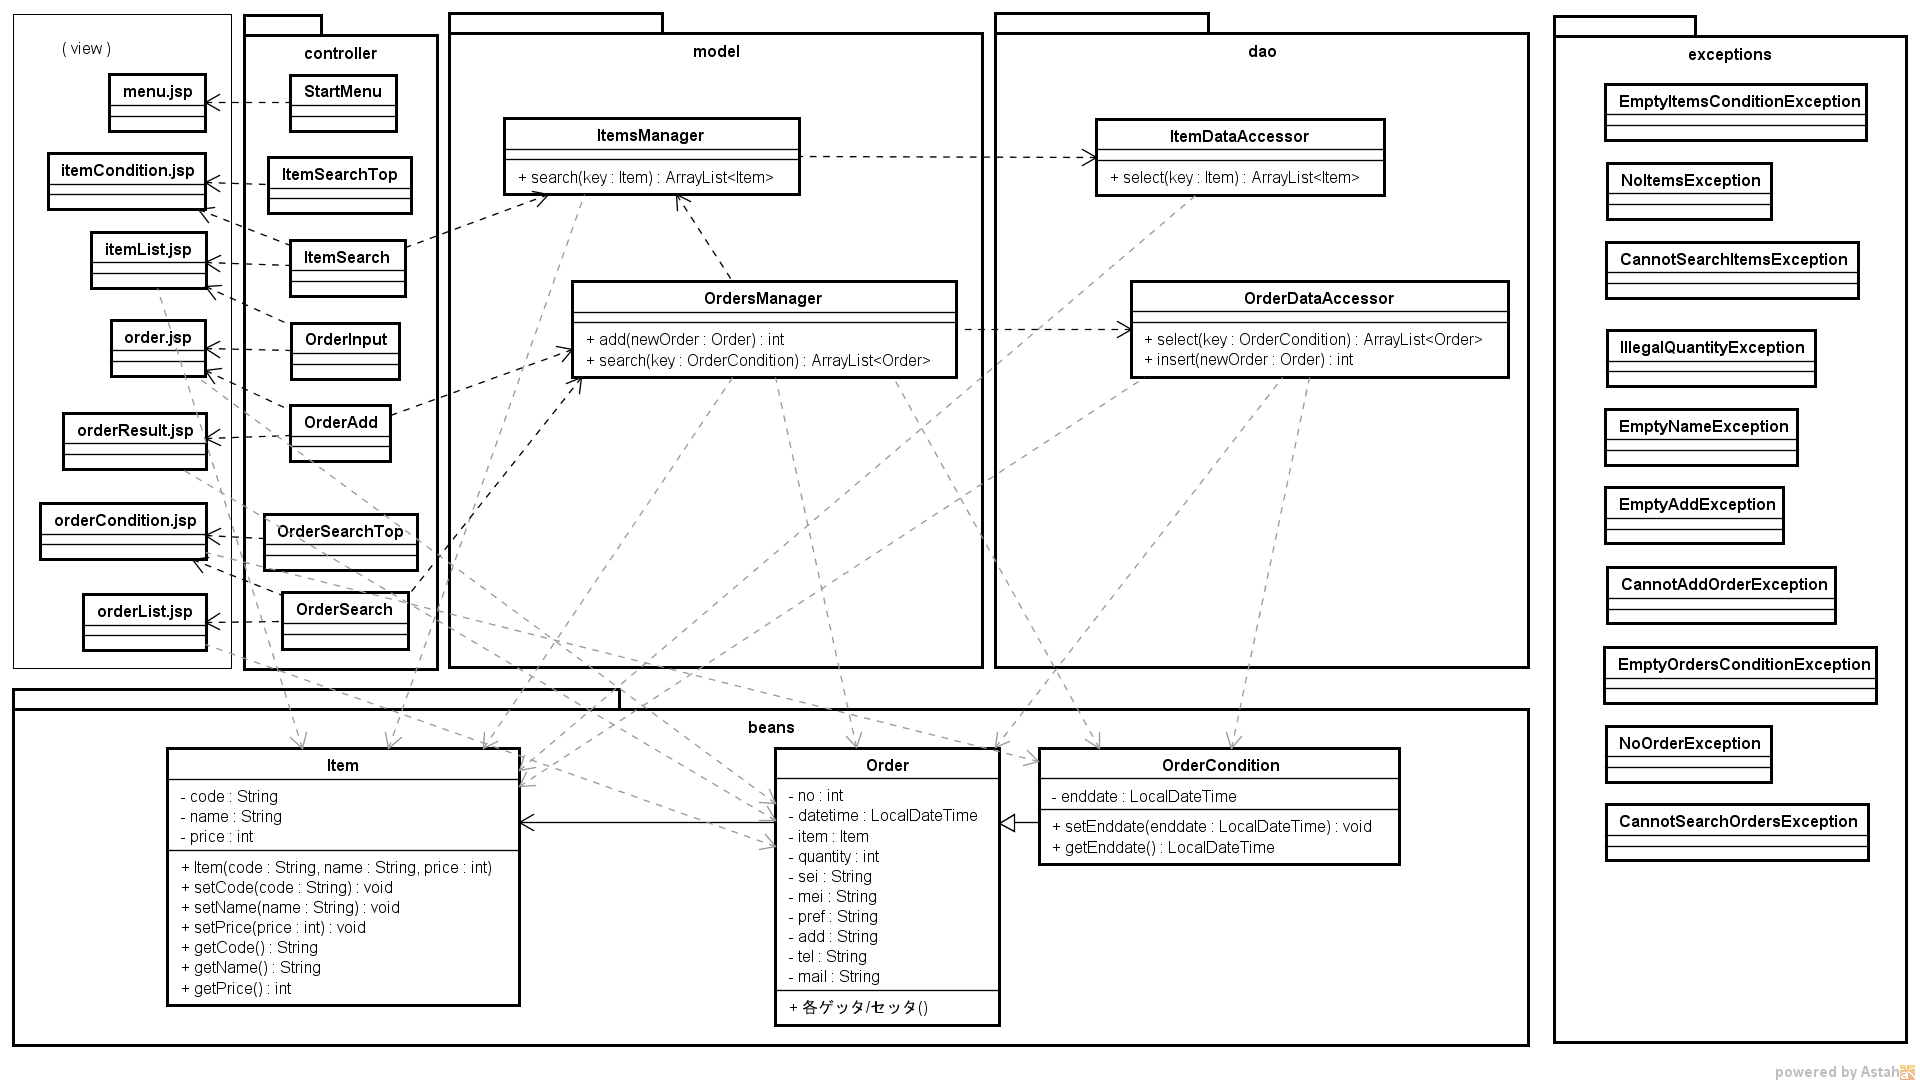 ( view )
menu.jsp
itemCondition.jsp
itemList.jsp
order.jsp
orderResult.jsp
orderCondition.jsp
orderList.jsp
controller
StartMenu
ItemSearchTop
ItemSearch
OrderInput
OrderAdd
OrderSearchTop
OrderSearch
model
ItemsManager
+ search(key : Item) : ArrayList<Item>
OrdersManager
+ add(newOrder : Order) : int
+ search(key : OrderCondition) : ArrayList<Order>
dao
ItemDataAccessor
+ select(key : Item) : ArrayList<Item>
OrderDataAccessor
+ select(key : OrderCondition) : ArrayList<Order>
+ insert(newOrder : Order) : int
exceptions
EmptyItemsConditionException
NoItemsException
CannotSearchItemsException
IllegalQuantityException
EmptyNameException
EmptyAddException
CannotAddOrderException
EmptyOrdersConditionException
NoOrderException
CannotSearchOrdersException
beans
Item
- code : String
- name : String
- price : int
+ Item(code : String, name : String, price : int)
+ setCode(code : String) : void
+ setName(name : String) : void
+ setPrice(price : int) : void
+ getCode() : String
+ getName() : String
+ getPrice() : int
Order
- no : int
- datetime : LocalDateTime
- item : Item
- quantity : int
- sei : String
- mei : String
- pref : String
- add : String
- tel : String
- mail : String
+ 各ゲッタ/セッタ()
OrderCondition
- enddate : LocalDateTime
+ setEnddate(enddate : LocalDateTime) : void
+ getEnddate() : LocalDateTime
powered by Astah